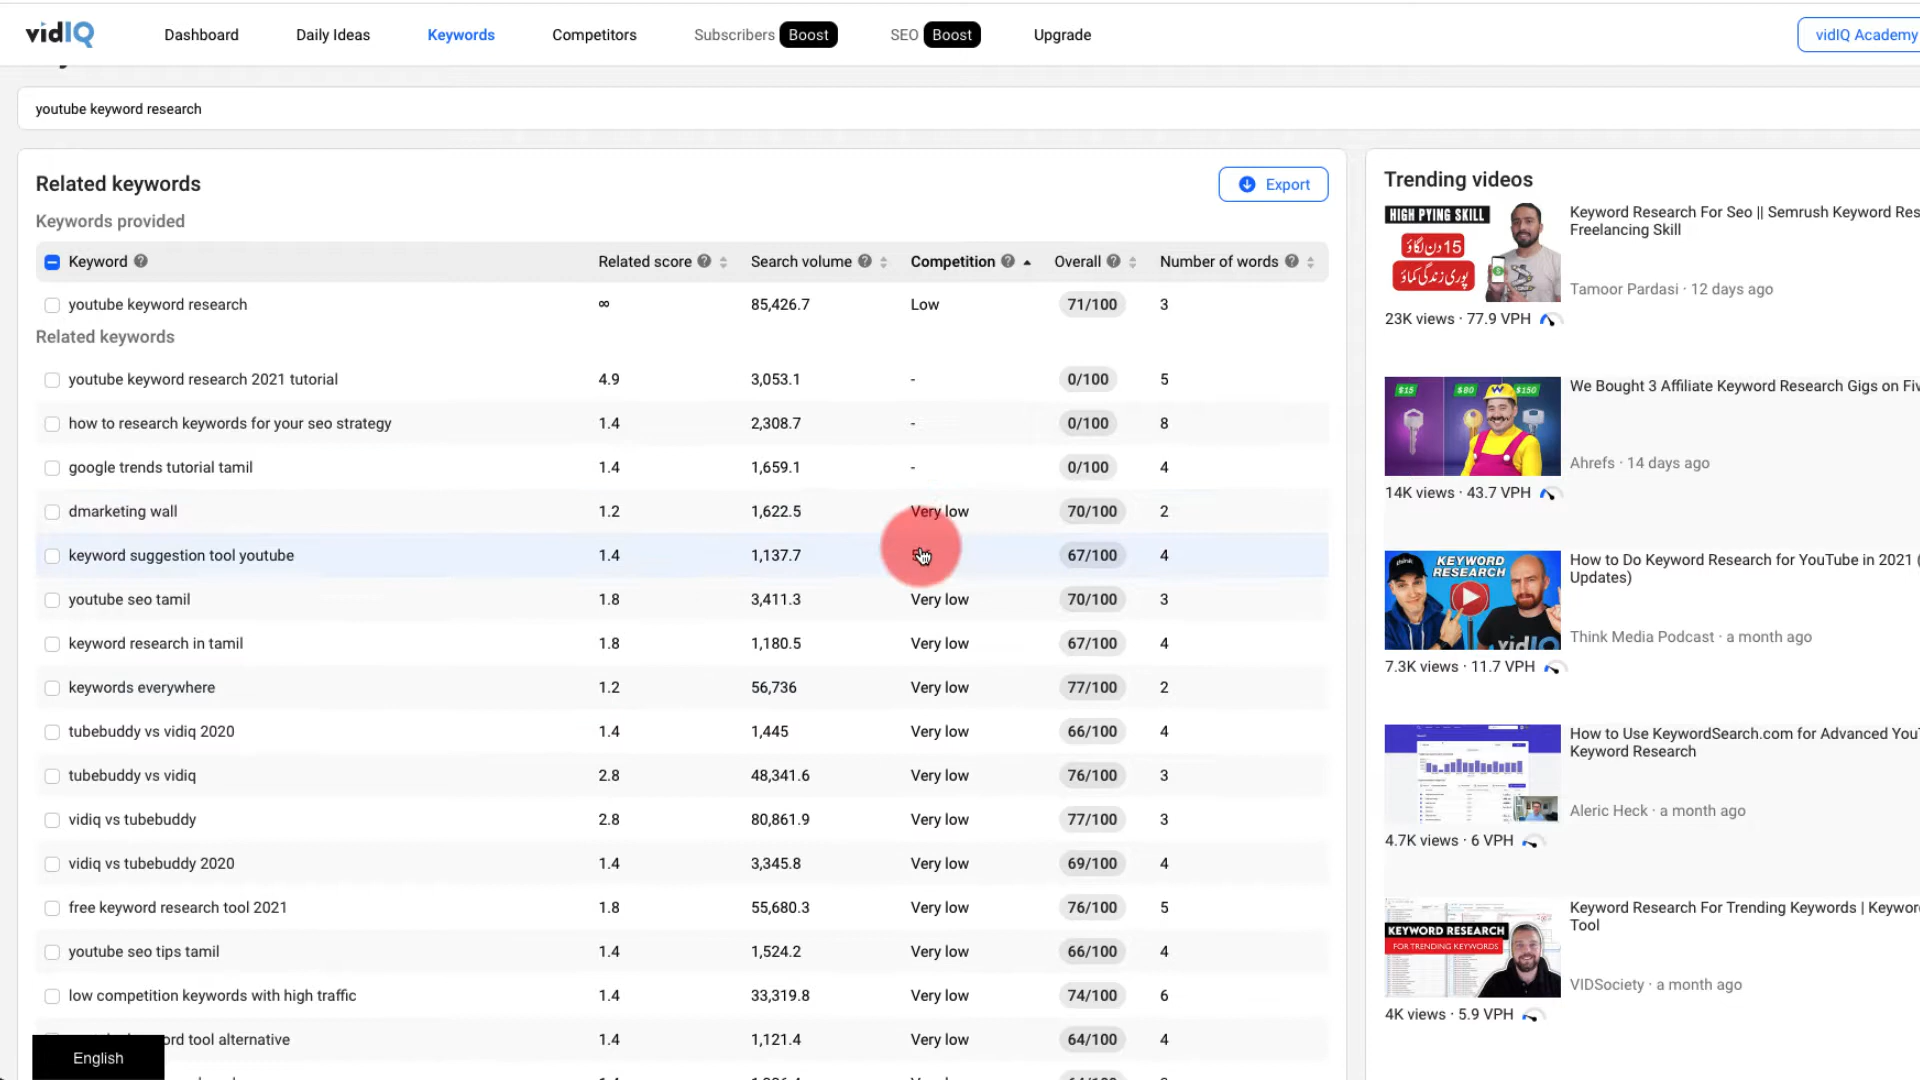 vidIQ
Dashboard
Daily Ideas
Keywords
Competitors
Subscribers Boost
SEO Boost
Upgrade
vidIQ Academy
youtube keyword research
Related keywords
Export
Keywords provided
Keyword Related score Search volume Competition Overall Number of words
youtube keyword research ∞ 85,426.7 Low 71/100 3
Related keywords
youtube keyword research 2021 tutorial 4.9 3,053.1 - 0/100 5
how to research keywords for your seo strategy 1.4 2,308.7 - 0/100 8
google trends tutorial tamil 1.4 1,659.1 - 0/100 4
dmarketing wall 1.2 1,622.5 Very low 70/100 2
keyword suggestion tool youtube 1.4 1,137.7 67/100 4
youtube seo tamil 1.8 3,411.3 Very low 70/100 3
keyword research in tamil 1.8 1,180.5 Very low 67/100 4
keywords everywhere 1.2 56,736 Very low 77/100 2
tubebuddy vs vidiq 2020 1.4 1,445 Very low 66/100 4
tubebuddy vs vidiq 2.8 48,341.6 Very low 76/100 3
vidiq vs tubebuddy 2.8 80,861.9 Very low 77/100 3
vidiq vs tubebuddy 2020 1.4 3,345.8 Very low 69/100 4
free keyword research tool 2021 1.8 55,680.3 Very low 76/100 5
youtube seo tips tamil 1.4 1,524.2 Very low 66/100 4
low competition keywords with high traffic 1.4 33,319.8 Very low 74/100 6
tool alternative 1.4 1,121.4 Very low 64/100 4
English
Trending videos
HIGH PYING SKILL
15 دن لگاؤ
پوری زندگی کماؤ
Keyword Research For Seo || Semrush Keyword Res
Freelancing Skill
Tamoor Pardasi · 12 days ago
23K views · 77.9 VPH
$15 $80 $150
We Bought 3 Affiliate Keyword Research Gigs on Fiv
Ahrefs · 14 days ago
14K views · 43.7 VPH
KEYWORD
RESEARCH
think
vidIQ
How to Do Keyword Research for YouTube in 2021 (
Updates)
Think Media Podcast · a month ago
7.3K views · 11.7 VPH
How to Use KeywordSearch.com for Advanced You
Keyword Research
Aleric Heck · a month ago
4.7K views · 6 VPH
KEYWORD RESEARCH
FOR TRENDING KEYWORDS
Keyword Research For Trending Keywords | Keywor
Tool
VIDSociety · a month ago
4K views · 5.9 VPH